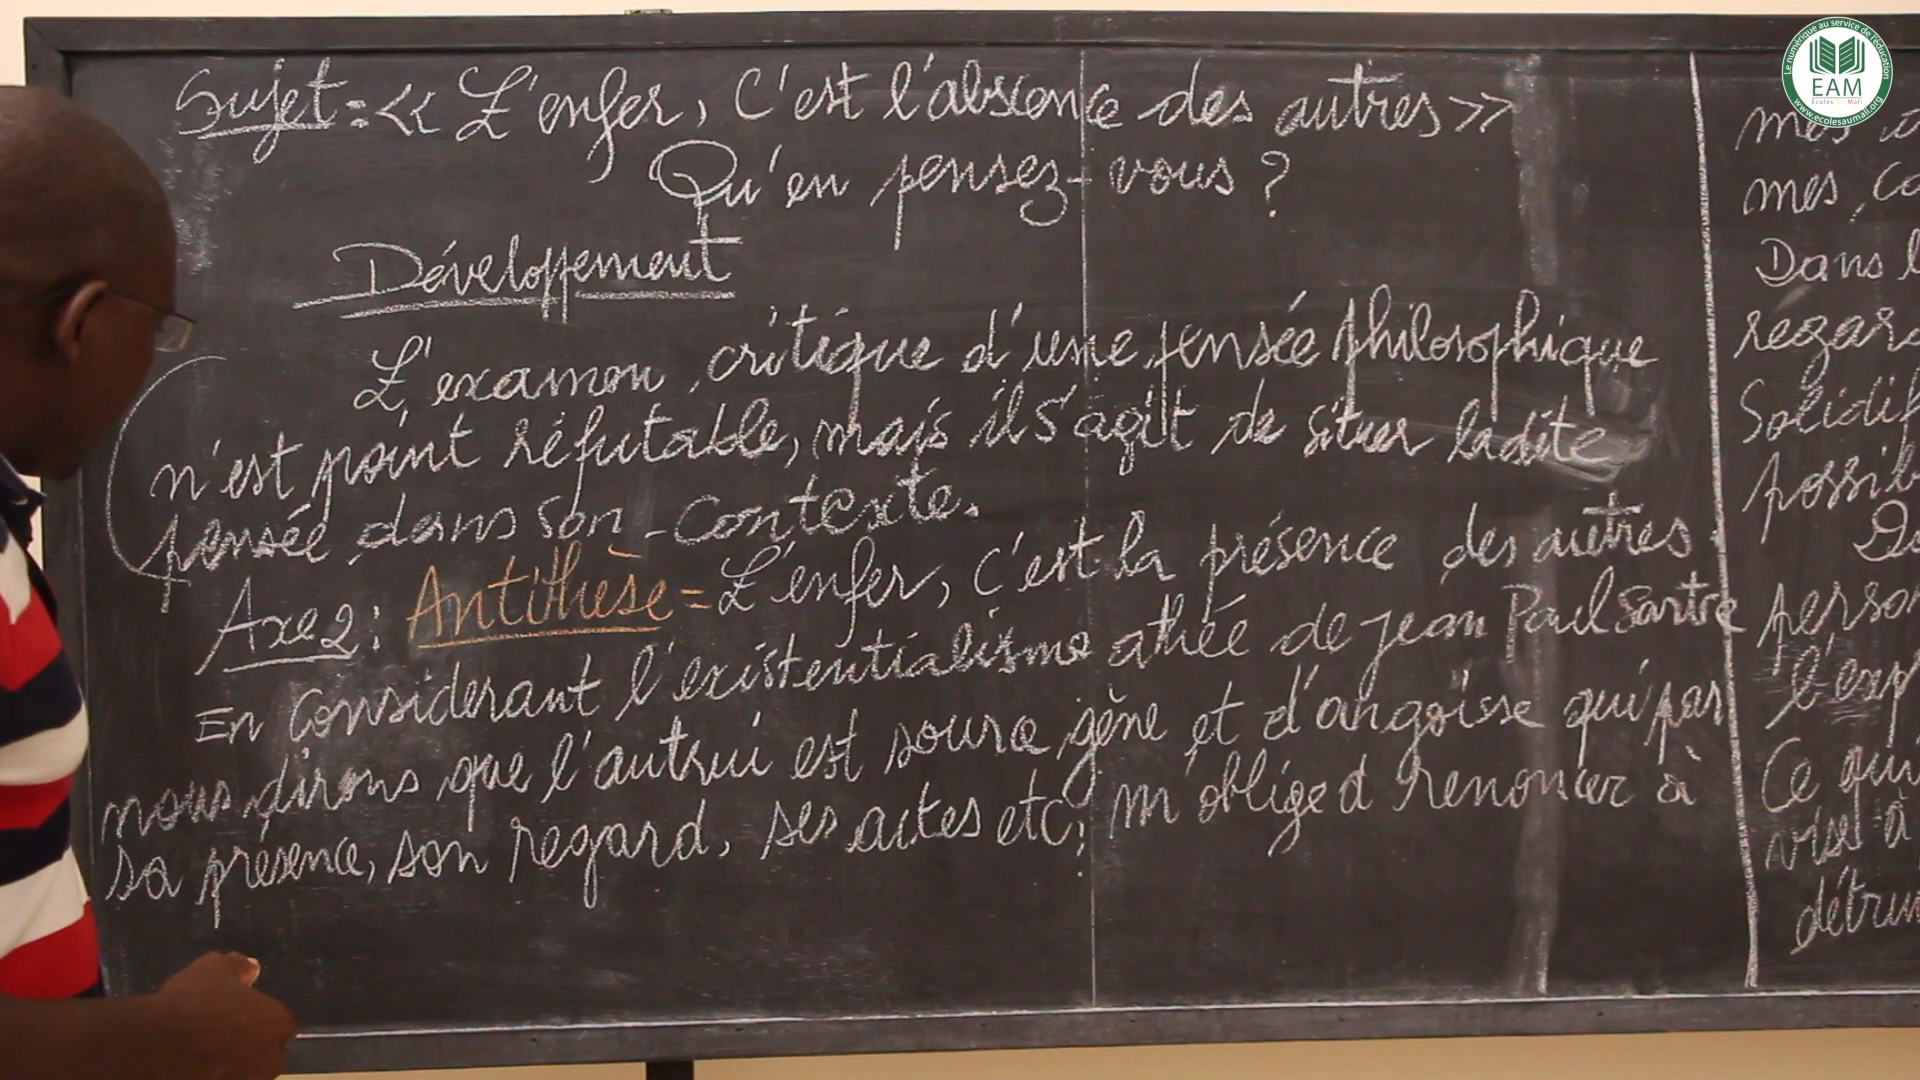 Sujet = « L'enfer, c'est l'absence des autres »
Qu'en pensez-vous ?
Développement
L'examen critique d'une pensée philosophique
n'est point réfutable, mais il s'agit de situer ladite
pensée dans son contexte.
Axe 2 : Antithèse = L'enfer, c'est la présence des autres.
En considerant l'existentialisme athée de jean Paul Sartre
nous dirons que l'autrui est source gêne et d'angoisse qui par
sa présence, son regard, ses actes etc, m'oblige à renoncer à
mes
mes, co
Dans l
regard
Solidif
possib
perso
l'exp
Ce qui
vise à
détrui
Le numérique au service de l'éducation
EAM
Écoles au Mali
www.ecolesaumali.org